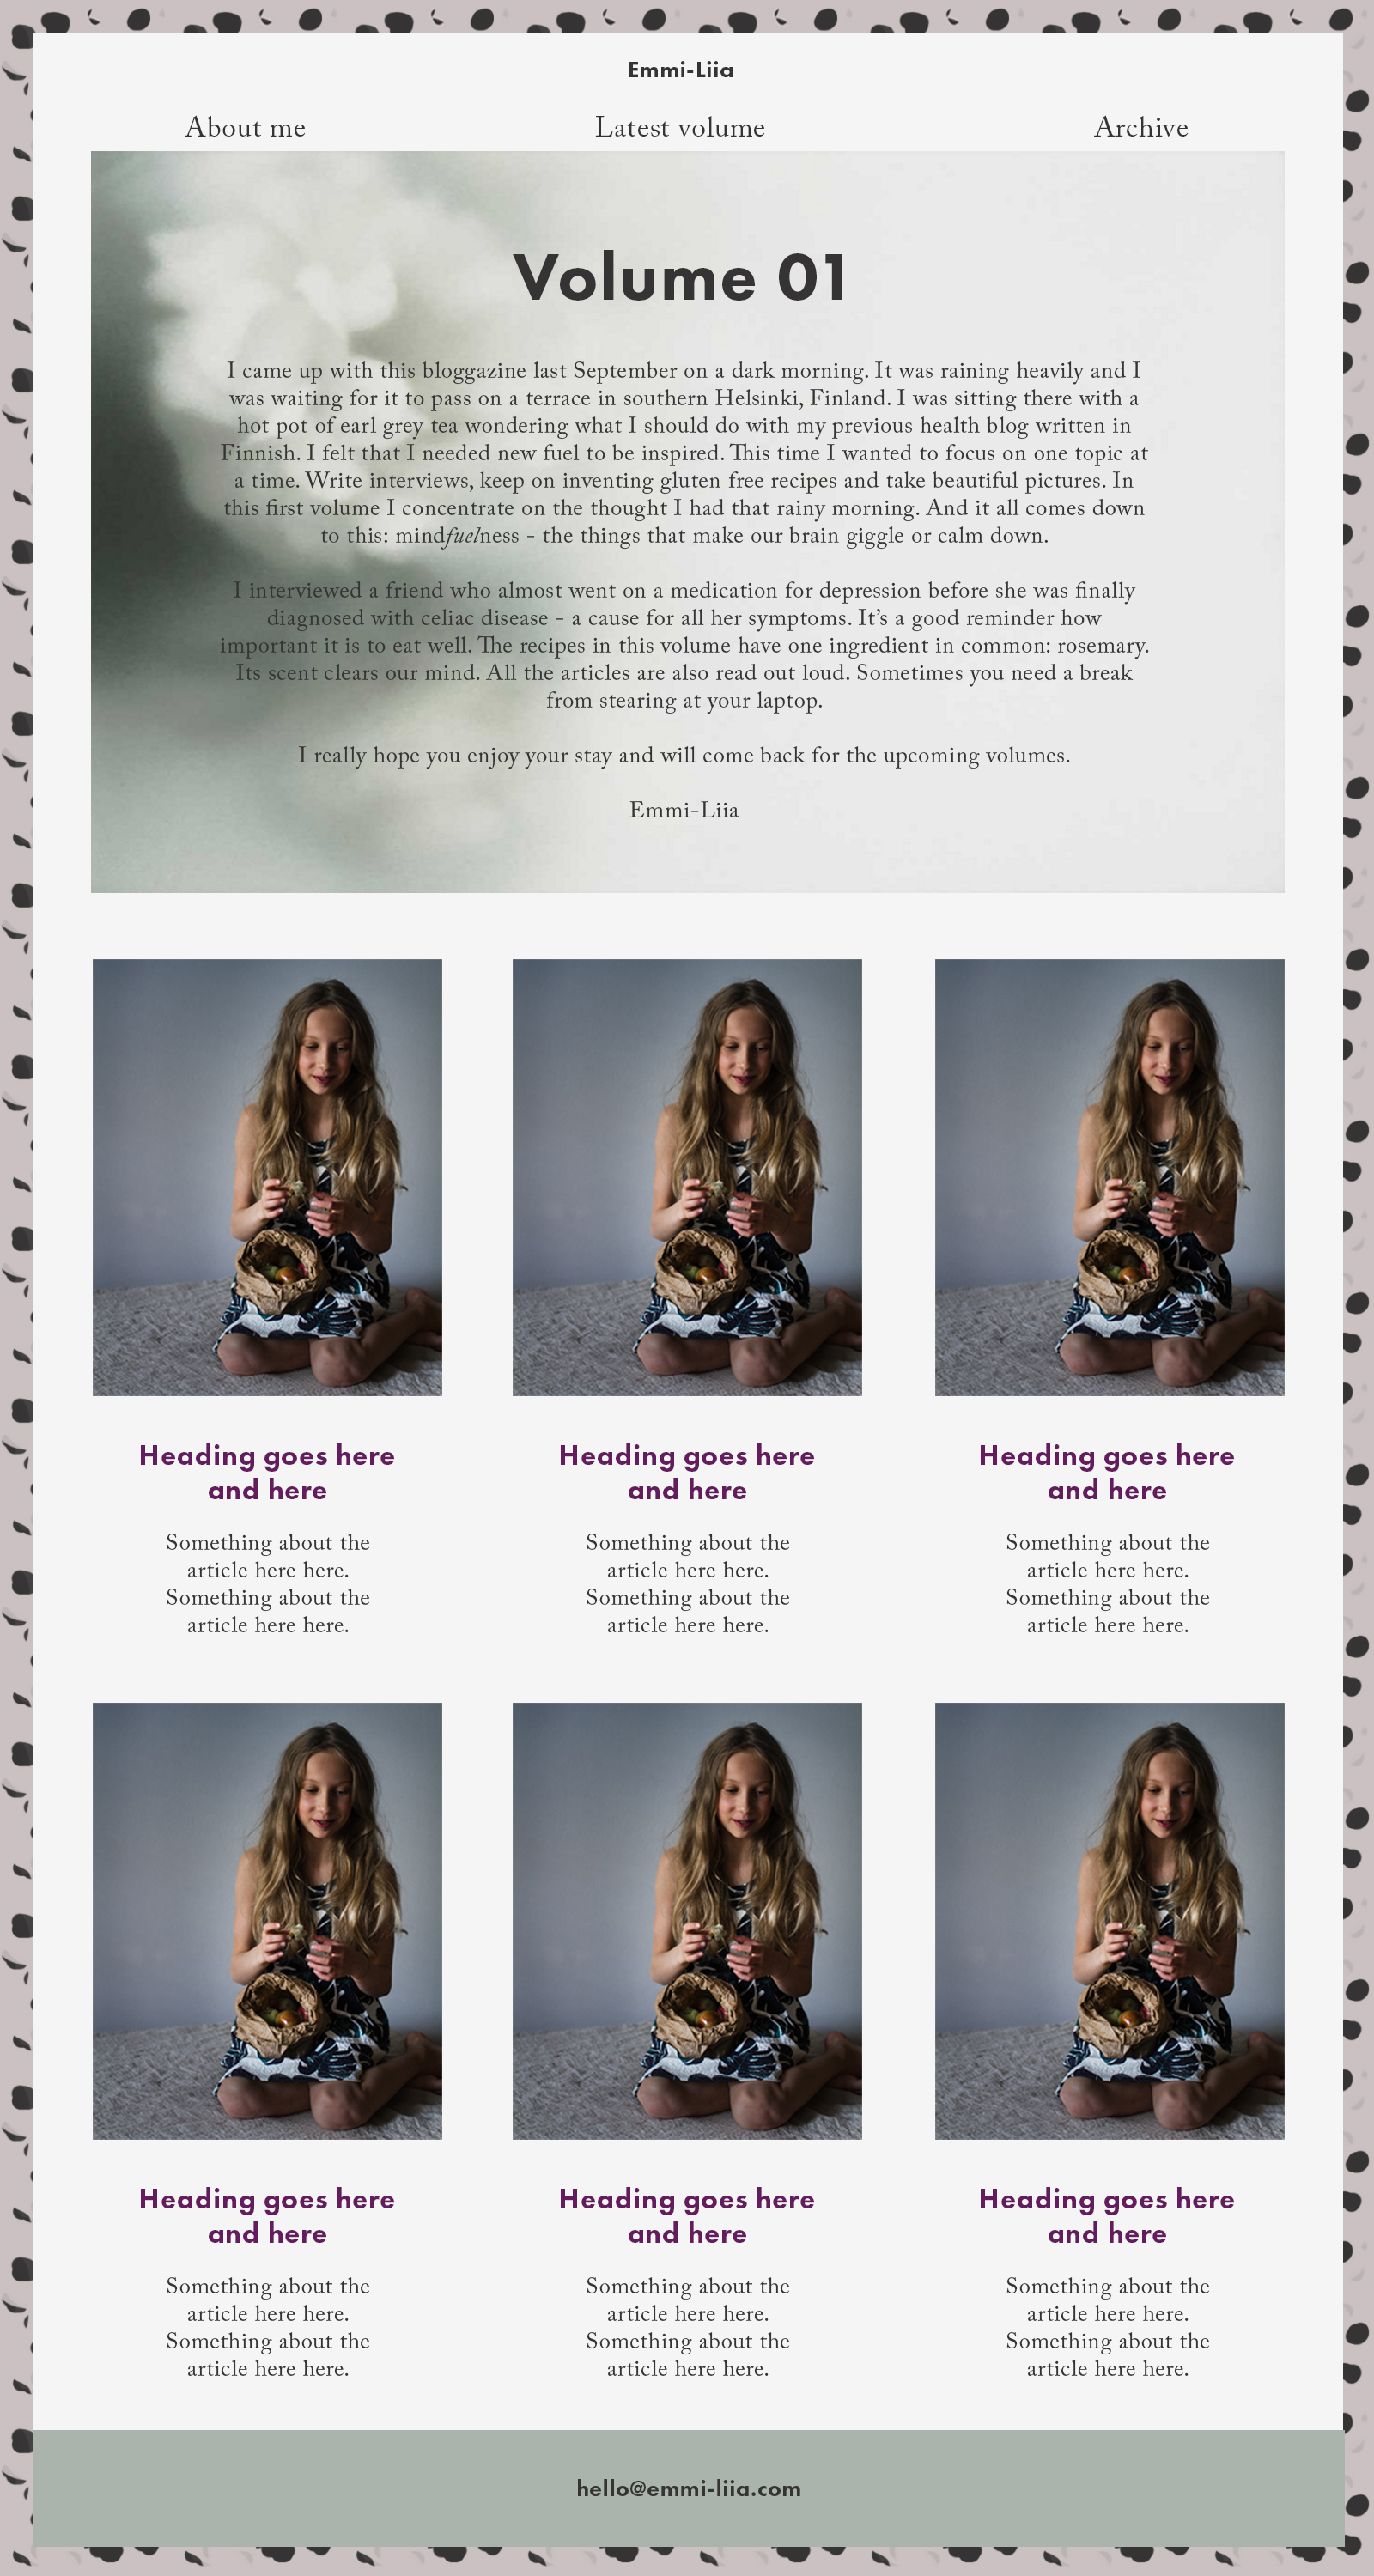 Emmi-Liia
About me
Latest volume
Archive
Volume 01
I came up with this bloggazine last September on a dark morning. It was raining heavily and I
was waiting for it to pass on a terrace in southern Helsinki, Finland. I was sitting there with a
hot pot of earl grey tea wondering what I should do with my previous health blog written in
Finnish. I felt that I needed new fuel to be inspired. This time I wanted to focus on one topic at
a time. Write interviews, keep on inventing gluten free recipes and take beautiful pictures. In
this first volume I concentrate on the thought I had that rainy morning. And it all comes down
to this: mindfuelness - the things that make our brain giggle or calm down.
I interviewed a friend who almost went on a medication for depression before she was finally
diagnosed with celiac disease - a cause for all her symptoms. It’s a good reminder how
important it is to eat well. The recipes in this volume have one ingredient in common: rosemary.
Its scent clears our mind. All the articles are also read out loud. Sometimes you need a break
from stearing at your laptop.
I really hope you enjoy your stay and will come back for the upcoming volumes.
Emmi-Liia
Heading goes here
and here
Something about the
article here here.
Something about the
article here here.
Heading goes here
and here
Something about the
article here here.
Something about the
article here here.
Heading goes here
and here
Something about the
article here here.
Something about the
article here here.
Heading goes here
and here
Something about the
article here here.
Something about the
article here here.
Heading goes here
and here
Something about the
article here here.
Something about the
article here here.
Heading goes here
and here
Something about the
article here here.
Something about the
article here here.
hello@emmi-liia.com